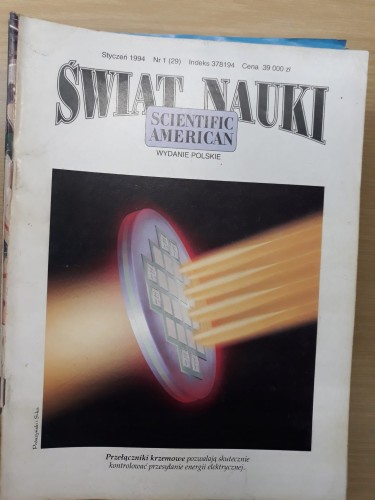 Styczeń 1994 Nr 1 (29) Indeks 378194 Cena 39 000 zł
ŚWIAT NAUKI
SCIENTIFIC
AMERICAN
WYDANIE POLSKIE
Przełączniki krzemowe pozwalają skutecznie
kontrolować przesyłanie energii elektrycznej.